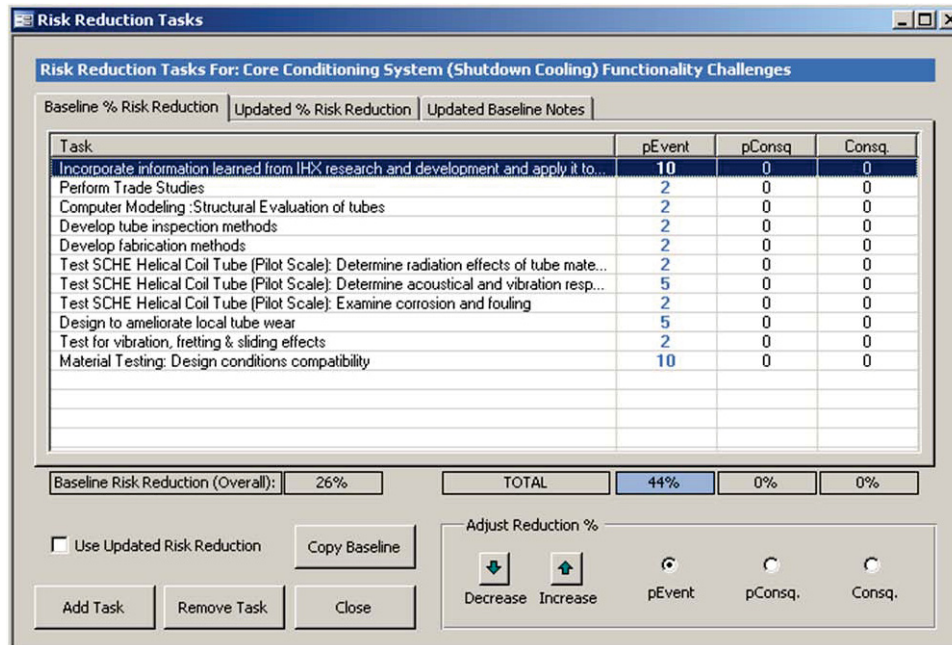 Risk Reduction Tasks
Risk Reduction Tasks For: Core Conditioning System (Shutdown Cooling) Functionality Challenges
Baseline % Risk Reduction Updated % Risk Reduction Updated Baseline Notes
Task pEvent pConsq Consq.
Incorporate information learned from IHX research and development and apply it to... 10 0 0
Perform Trade Studies 2 0 0
Computer Modeling :Structural Evaluation of tubes 2 0 0
Develop tube inspection methods 2 0 0
Develop fabrication methods 2 0 0
Test SCHE Helical Coil Tube (Pilot Scale): Determine radiation effects of tube mate... 2 0 0
Test SCHE Helical Coil Tube (Pilot Scale): Determine acoustical and vibration resp... 5 0 0
Test SCHE Helical Coil Tube (Pilot Scale): Examine corrosion and fouling 2 0 0
Design to ameliorate local tube wear 5 0 0
Test for vibration, fretting & sliding effects 2 0 0
Material Testing: Design conditions compatibility 10 0 0
Baseline Risk Reduction (Overall): 26% TOTAL 44% 0% 0%
Adjust Reduction %
Use Updated Risk Reduction Copy Baseline
Decrease Increase pEvent pConsq. Consq.
Add Task Remove Task Close